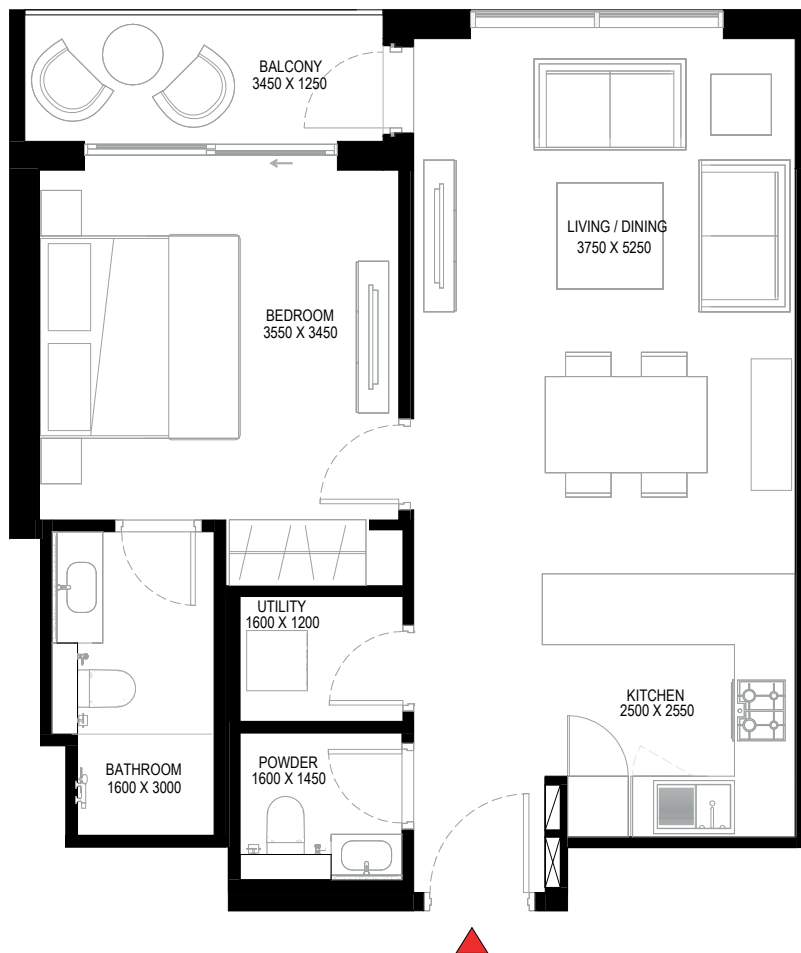 BALCONY
3450 X 1250
LIVING / DINING
3750 X 5250
BEDROOM
3550 X 3450
UTILITY
1600 X 1200
KITCHEN
2500 X 2550
BATHROOM
1600 X 3000
POWDER
1600 X 1450